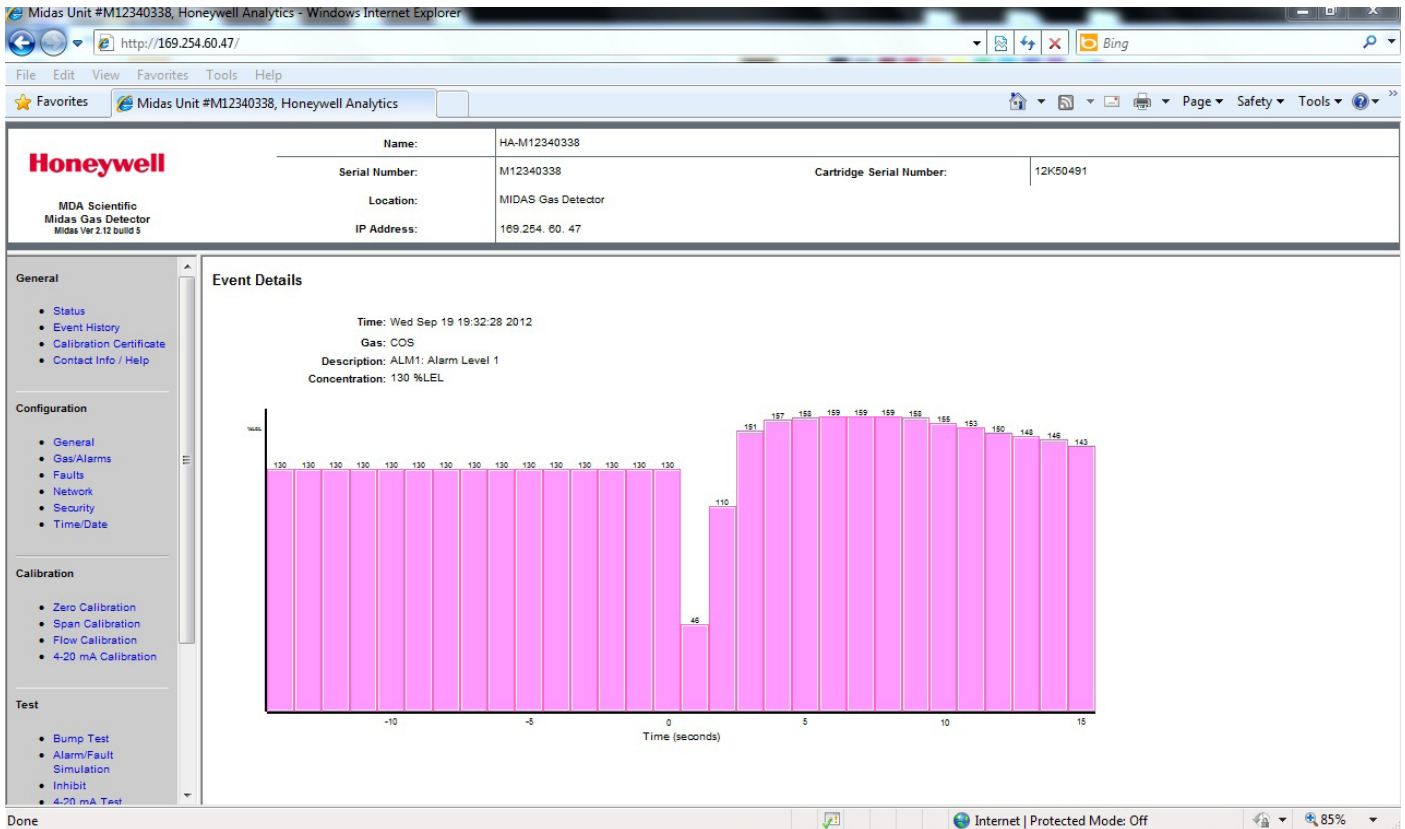 Midas Unit #M12340338, Honeywell Analytics - Windows Internet Explorer
http://169.254.60.47/
Bing
File Edit View Favorites Tools Help
Favorites
Midas Unit #M12340338, Honeywell Analytics
Page Safety Tools
Honeywell
MDA Scientific
Midas Gas Detector
Midas Ver 2.12 build 5
Name: HA-M12340338
Serial Number: M12340338 Cartridge Serial Number: 12K50491
Location: MIDAS Gas Detector
IP Address: 169.254. 60. 47
General
Status
Event History
Calibration Certificate
Contact Info / Help
Configuration
General
Gas/Alarms
Faults
Network
Security
Time/Date
Calibration
Zero Calibration
Span Calibration
Flow Calibration
4-20 mA Calibration
Test
Bump Test
Alarm/Fault
Simulation
Inhibit
4-20 mA Test
Event Details
Time: Wed Sep 19 19:32:28 2012
Gas: COS
Description: ALM1: Alarm Level 1
Concentration: 130 %LEL
%LEL
130 130 130 130 130 130 130 130 130 130 130 130 130 130 130 46 110 151 157 158 159 159 159 158 155 153 150 148 146 143
-10 -5 0 5 10 15
Time (seconds)
Done
Internet | Protected Mode: Off
85%